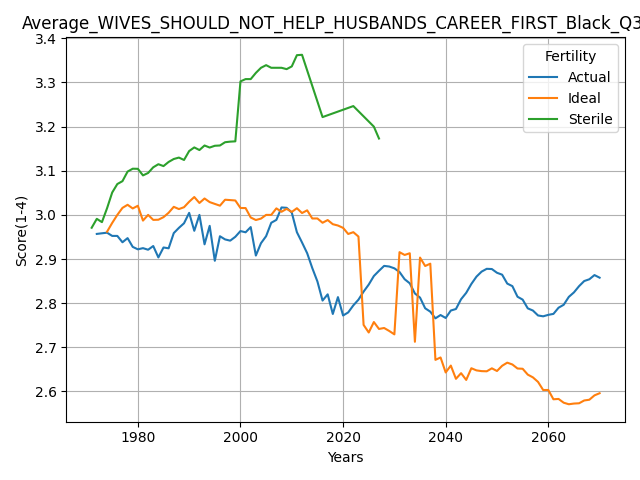 Average_WIVES_SHOULD_NOT_HELP_HUSBANDS_CAREER_FIRST_Black_Q3
3.4
3.3
3.2
3.1
3.0
2.9
2.8
2.7
2.6
Score(1-4)
Fertility
Actual
Ideal
Sterile
1980
2000
2020
2040
2060
Years